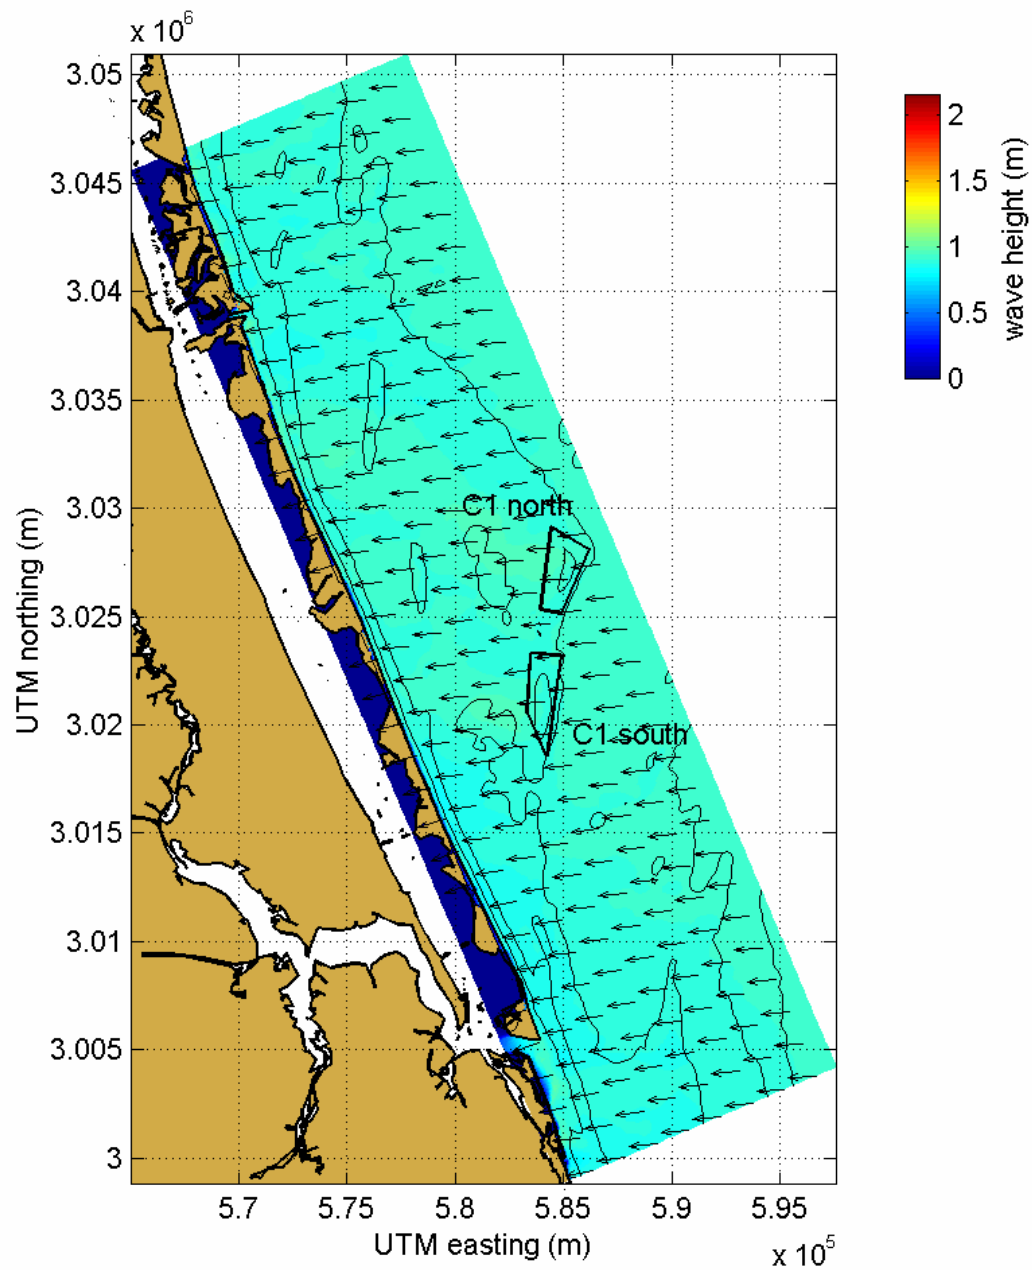 x 10^6
3.05
3.045
3.04
3.035
3.03
3.025
3.02
3.015
3.01
3.005
3
UTM northing (m)
C1 north
C1 south
5.7 5.75 5.8 5.85 5.9 5.95
UTM easting (m)
x 10^5
2
1.5
1
0.5
0
wave height (m)